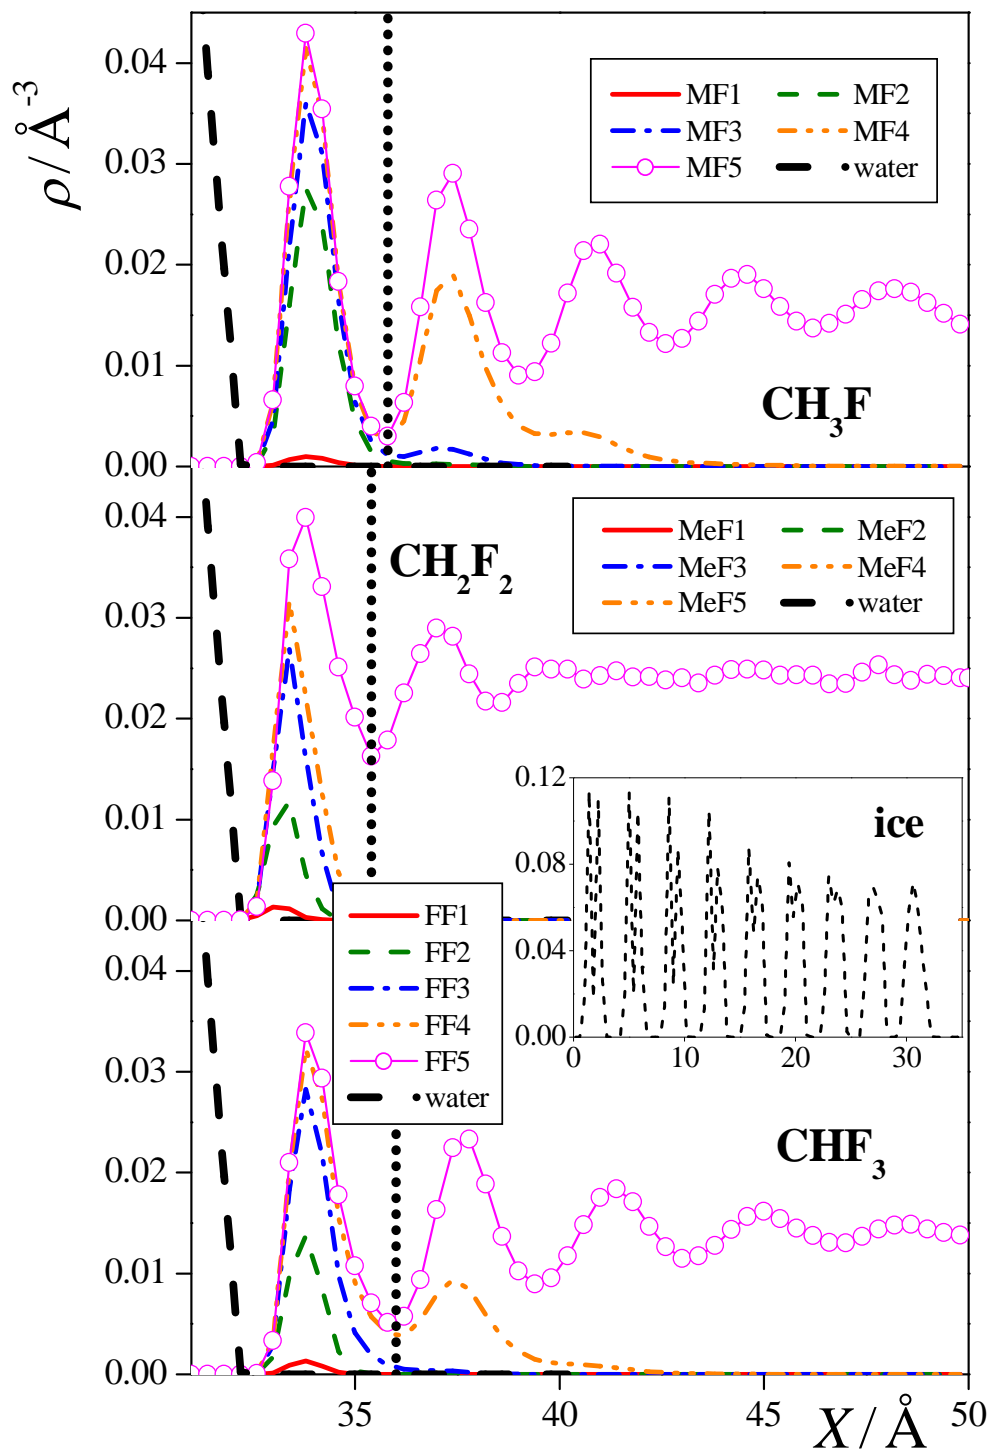 ρ / Å⁻³
0.04
0.03
0.02
0.01
0.00
MF1 MF2
MF3 MF4
MF5 water
CH₃F
0.04
0.03
0.02
0.01
0.00
CH₂F₂
MeF1 MeF2
MeF3 MeF4
MeF5 water
0.12
0.08
0.04
0.00
ice
0 10 20 30
0.04
0.03
0.02
0.01
0.00
FF1
FF2
FF3
FF4
FF5
water
CHF₃
35 40 45 50
X / Å